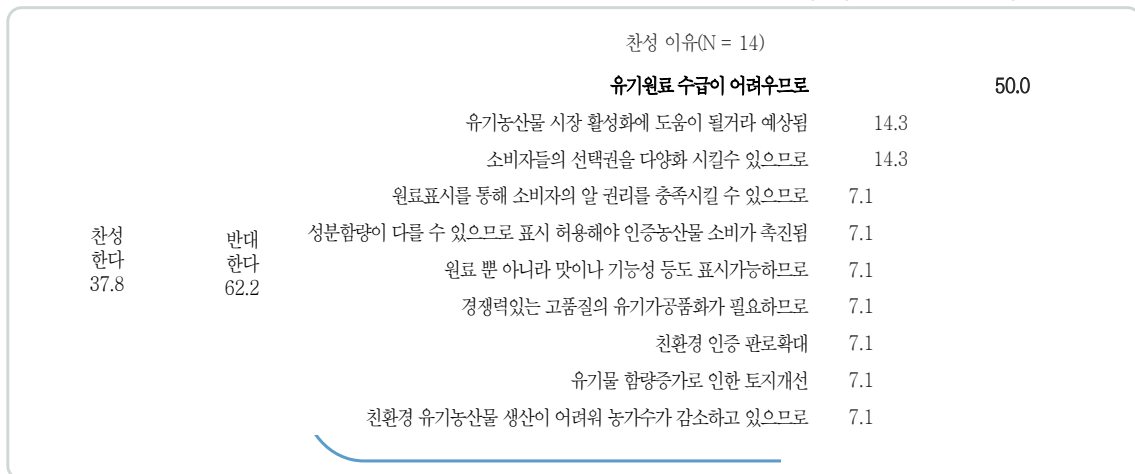 찬성 이유(N = 14)
유기원료 수급이 어려우므로 50.0
유기농산물 시장 활성화에 도움이 될거라 예상됨 14.3
소비자들의 선택권을 다양화 시킬수 있으므로 14.3
원료표시를 통해 소비자의 알 권리를 충족시킬 수 있으므로 7.1
성분함량이 다를 수 있으므로 표시 허용해야 인증농산물 소비가 촉진됨 7.1
원료 뿐 아니라 맛이나 기능성 등도 표시가능하므로 7.1
경쟁력있는 고품질의 유기가공품화가 필요하므로 7.1
친환경 인증 판로확대 7.1
유기물 함량증가로 인한 토지개선 7.1
친환경 유기농산물 생산이 어려워 농가수가 감소하고 있으므로 7.1
찬성
한다
37.8
반대
한다
62.2